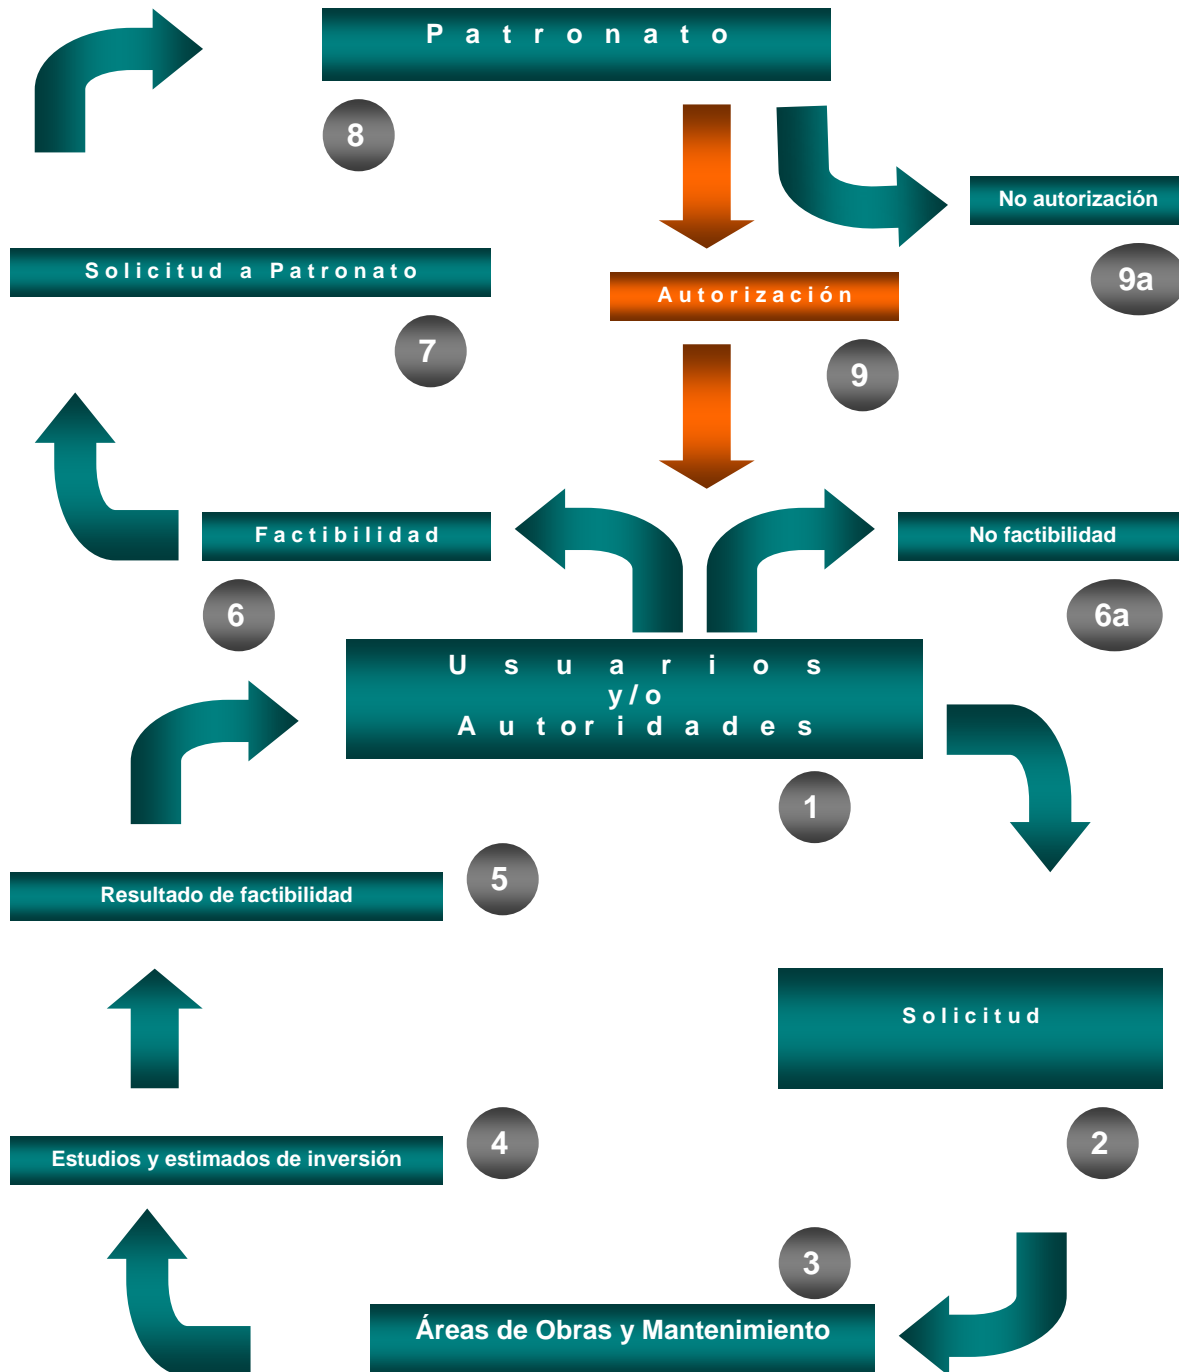 Patronato
8
No autorización
Solicitud a Patronato
9a
Autorización
7
9
Factibilidad
No factibilidad
6
6a
Usuarios
y/o
Autoridades
1
5
Resultado de factibilidad
Solicitud
4
2
Estudios y estimados de inversión
3
Áreas de Obras y Mantenimiento